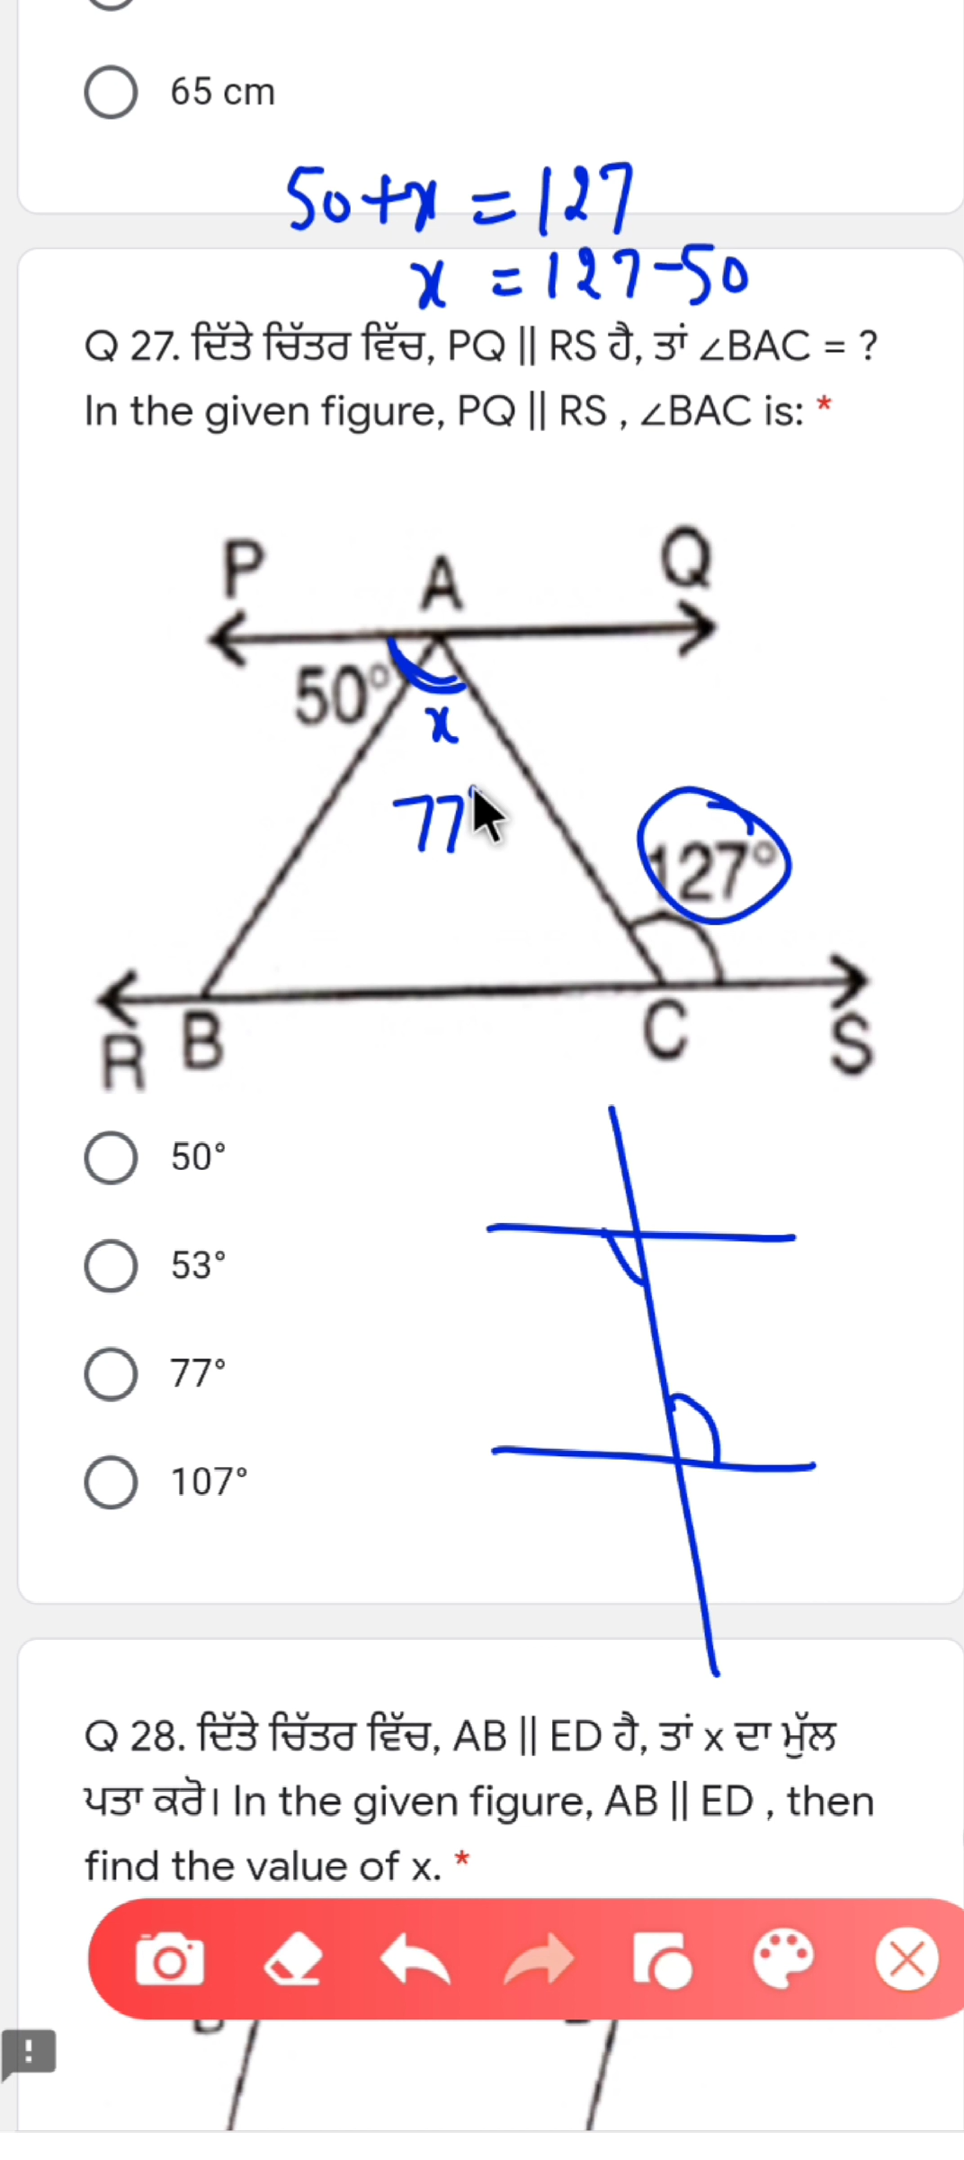 65 cm
50+x = 127
x = 127-50
Q 27. ਦਿੱਤੇ ਚਿੱਤਰ ਵਿੱਚ, PQ || RS ਹੈ, ਤਾਂ ∠BAC = ?
In the given figure, PQ || RS , ∠BAC is: *
P A Q
50°
x
77°
127°
R B C S
50°
53°
77°
107°
Q 28. ਦਿੱਤੇ ਚਿੱਤਰ ਵਿੱਚ, AB || ED ਹੈ, ਤਾਂ x ਦਾ ਮੁੱਲ
ਪਤਾ ਕਰੋ। In the given figure, AB || ED , then
find the value of x. *